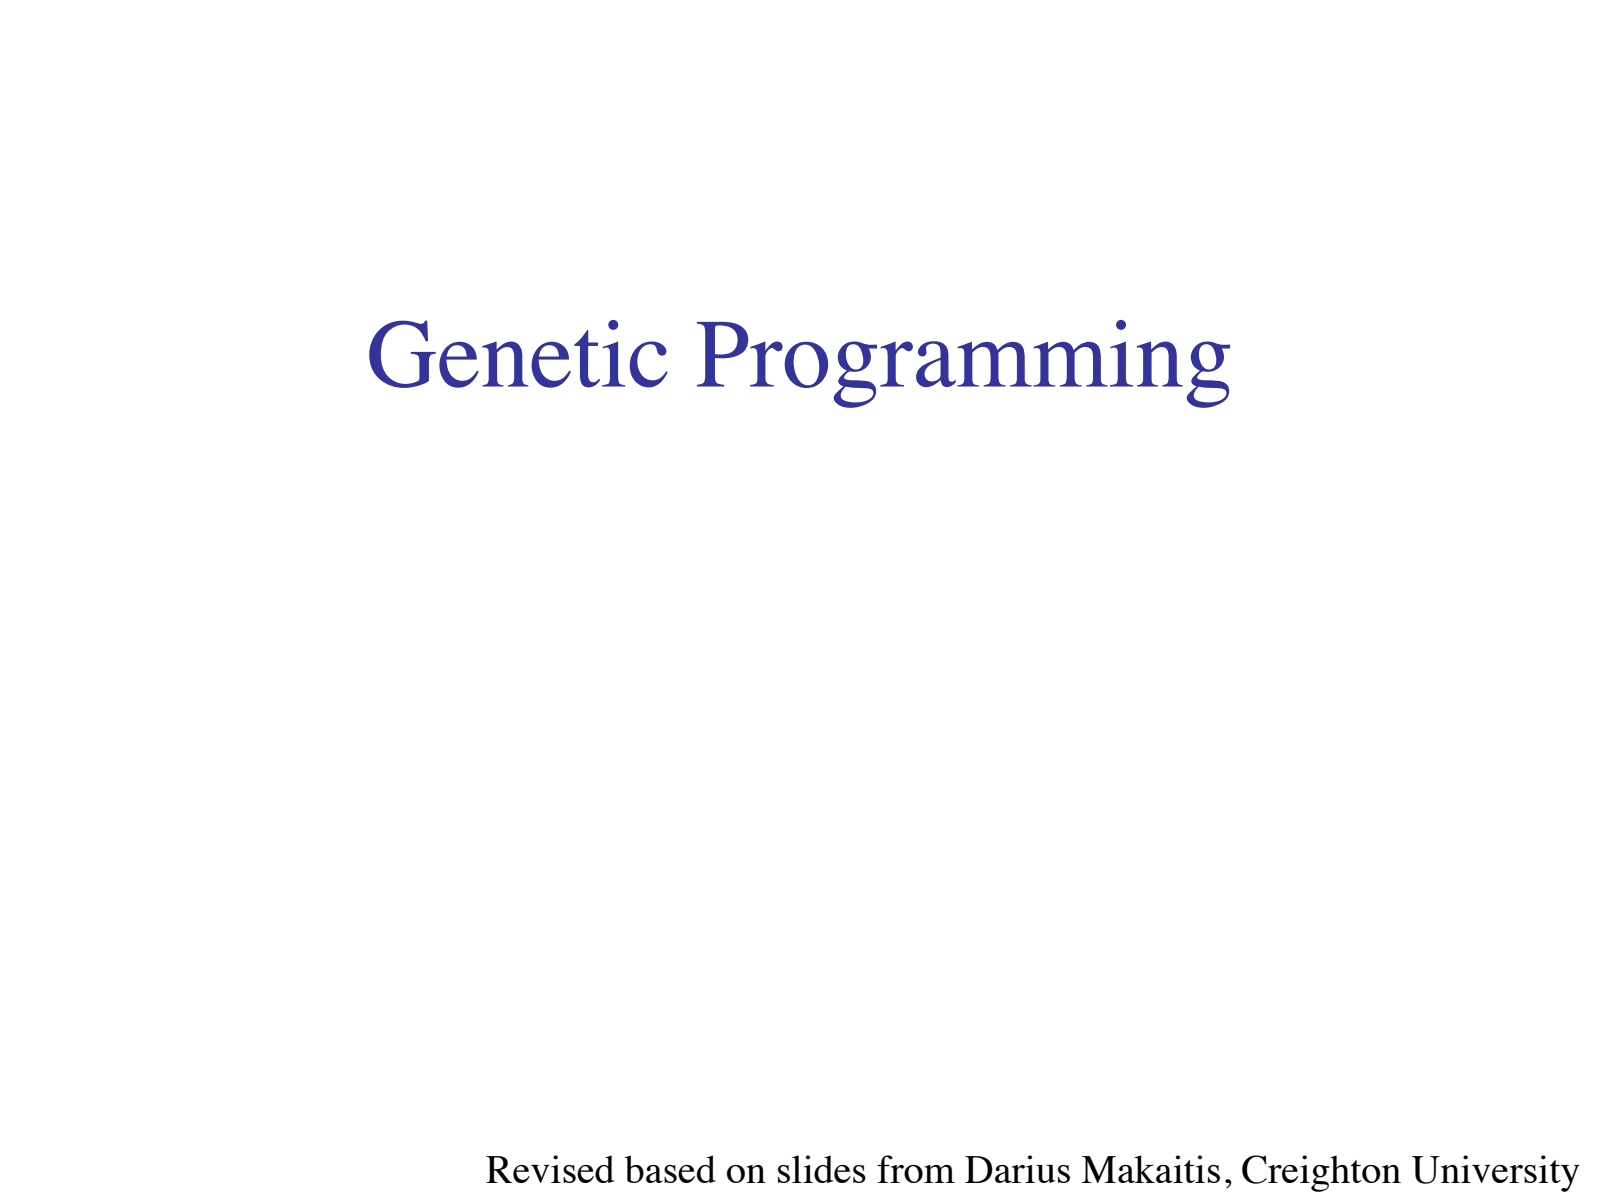 Genetic Programming
Revised based on slides from Darius Makaitis, Creighton University